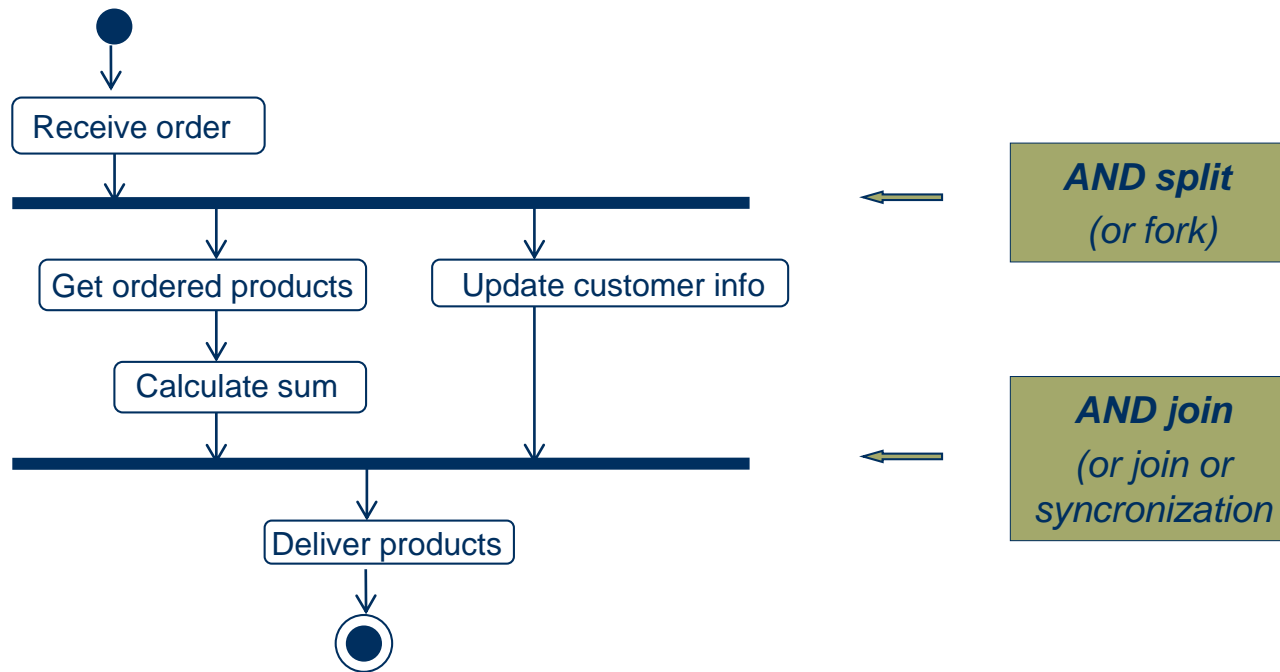 Receive order
AND split
(or fork)
Get ordered products
Update customer info
Calculate sum
AND join
(or join or
syncronization
Deliver products